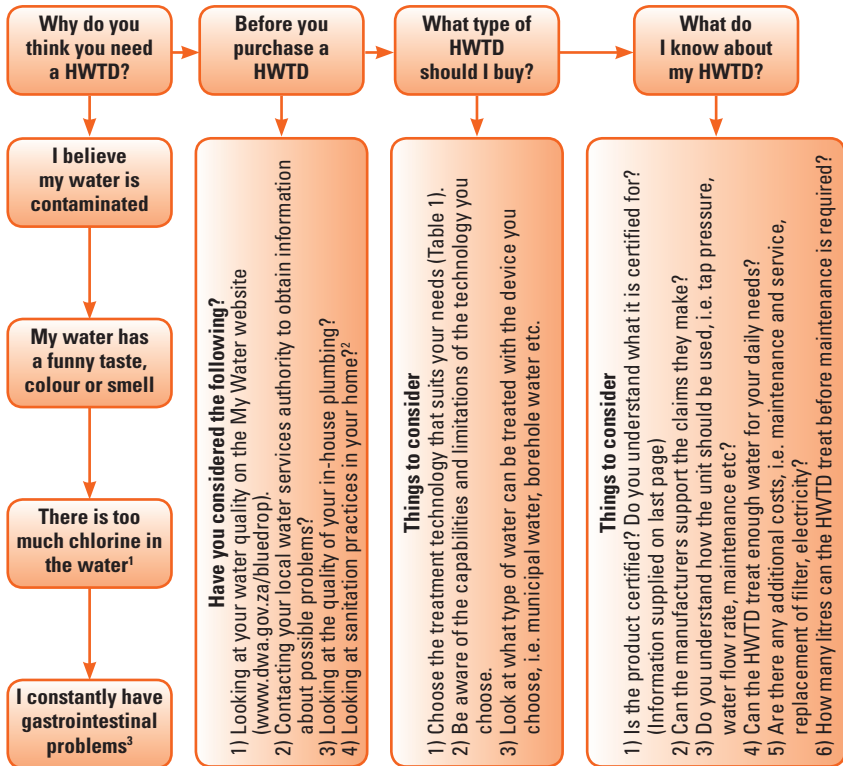 Why do you
think you need
a HWTD?
Before you
purchase a
HWTD
What type of
HWTD
should I buy?
What do
I know about
my HWTD?
I believe
my water is
contaminated
My water has
a funny taste,
colour or smell
There is too
much chlorine in
the water¹
I constantly have
gastrointestinal
problems³
Have you considered the following?
1) Looking at your water quality on the My Water website
(www.dwa.gov.za/bluedrop).
2) Contacting your local water services authority to obtain information
about possible problems?
3) Looking at the quality of your in-house plumbing?
4) Looking at sanitation practices in your home?²
Things to consider
1) Choose the treatment technology that suits your needs (Table 1).
2) Be aware of the capabilities and limitations of the technology you
choose.
3) Look at what type of water can be treated with the device you
choose, i.e. municipal water, borehole water etc.
Things to consider
1) Is the product certified? Do you understand what it is certified for?
(Information supplied on last page)
2) Can the manufacturers support the claims they make?
3) Do you understand how the unit should be used, i.e. tap pressure,
water flow rate, maintenance etc?
4) Can the HWTD treat enough water for your daily needs?
5) Are there any additional costs, i.e. maintenance and service,
replacement of filter, electricity?
6) How many litres can the HWTD treat before maintenance is required?